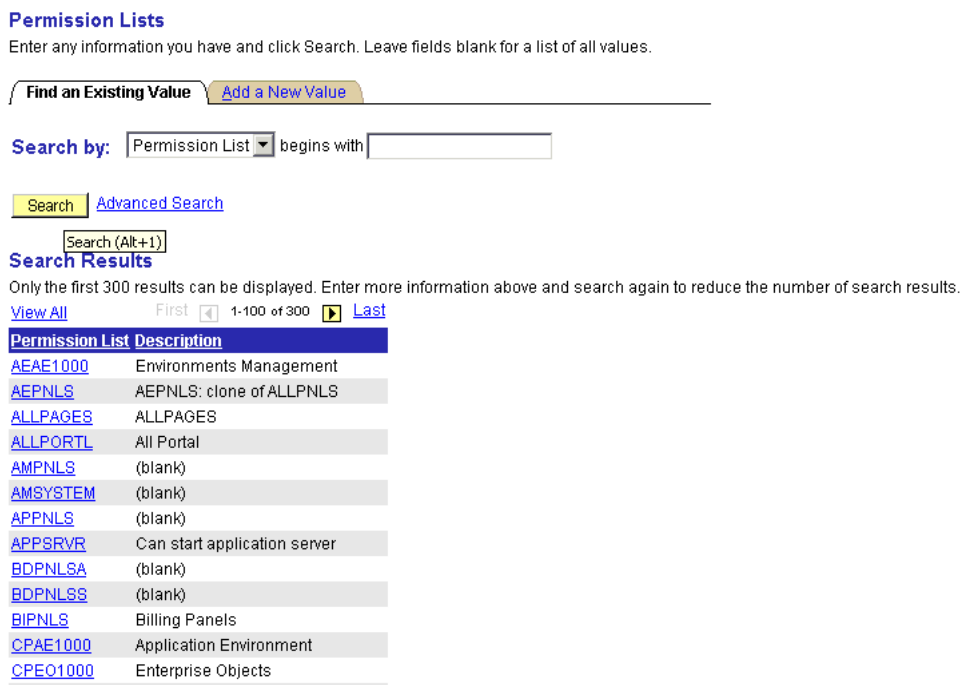 Permission Lists
Enter any information you have and click Search. Leave fields blank for a list of all values.
Find an Existing Value Add a New Value
Search by: Permission List begins with
Search Advanced Search
Search (Alt+1)
Search Results
Only the first 300 results can be displayed. Enter more information above and search again to reduce the number of search results.
View All First 1-100 of 300 Last
Permission List Description
AEAE1000 Environments Management
AEPNLS AEPNLS: clone of ALLPNLS
ALLPAGES ALLPAGES
ALLPORTL All Portal
AMPNLS (blank)
AMSYSTEM (blank)
APPNLS (blank)
APPSRVR Can start application server
BDPNLSA (blank)
BDPNLSS (blank)
BIPNLS Billing Panels
CPAE1000 Application Environment
CPEO1000 Enterprise Objects